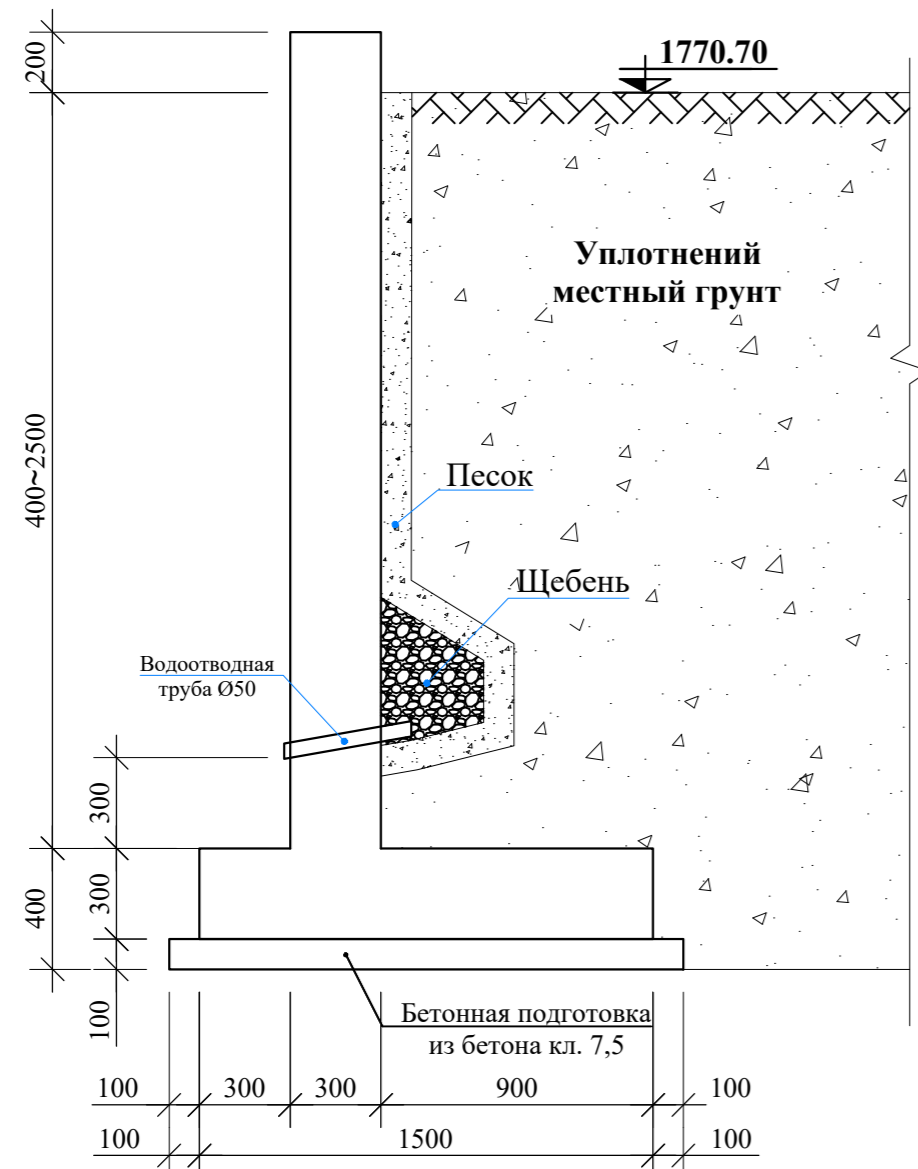 200
1770.70
Уплотнений
местный грунт
400~2500
Песок
Щебень
Водоотводная
труба Ø50
300
300
400
100
Бетонная подготовка
из бетона кл. 7,5
100 300 300 900 100
100 1500 100